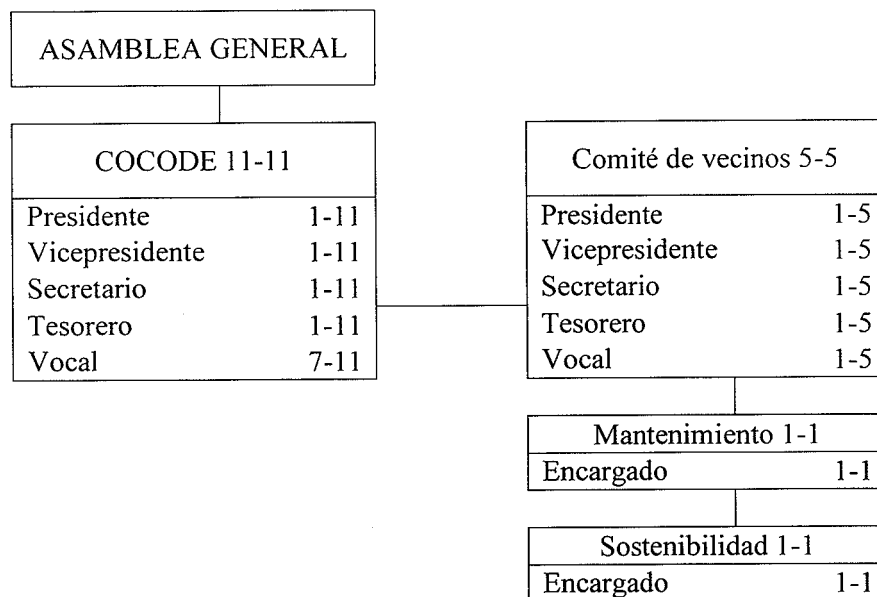 ASAMBLEA GENERAL
COCODE 11-11
Presidente 1-11
Vicepresidente 1-11
Secretario 1-11
Tesorero 1-11
Vocal 7-11
Comité de vecinos 5-5
Presidente 1-5
Vicepresidente 1-5
Secretario 1-5
Tesorero 1-5
Vocal 1-5
Mantenimiento 1-1
Encargado 1-1
Sostenibilidad 1-1
Encargado 1-1